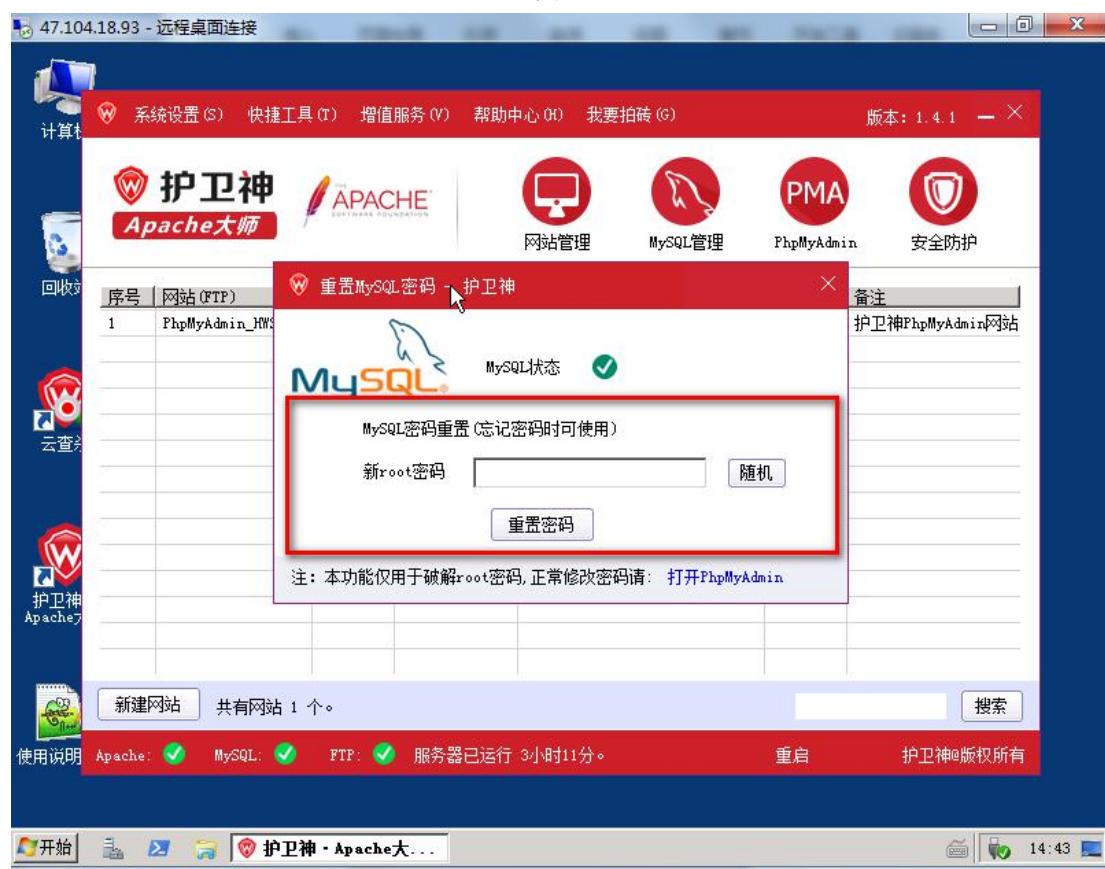 47.104.18.93 - 远程桌面连接
计算机
系统设置(S) 快捷工具(T) 增值服务(V) 帮助中心(H) 我要拍砖(G) 版本: 1.4.1
护卫神
Apache大师
THE
APACHE
SOFTWARE FOUNDATION
PMA
网站管理 MySQL管理 PhpMyAdmin 安全防护
回收站
序号 网站(FTP) 备注
1 PhpMyAdmin_HWS 护卫神PhpMyAdmin网站
重置MySQL密码 - 护卫神
MySQL
MySQL状态
MySQL密码重置(忘记密码时可使用)
新root密码 随机
重置密码
注: 本功能仅用于破解root密码,正常修改密码请: 打开PhpMyAdmin
云查杀
护卫神
Apache大
新建网站 共有网站 1 个。 搜索
使用说明
Apache: MySQL: FTP: 服务器已运行 3小时11分。 重启 护卫神@版权所有
开始 护卫神·Apache大... 14:43